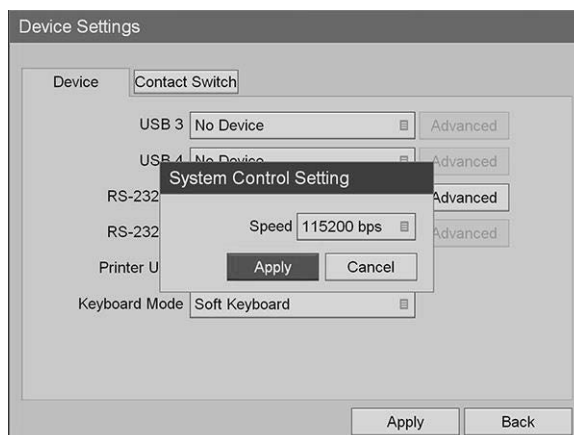 Device Settings
Device
Contact Switch
USB 3 No Device Advanced
USB 4 No Device Advanced
RS-232 Advanced
RS-232 Advanced
System Control Setting
Speed 115200 bps
Apply Cancel
Printer U
Keyboard Mode Soft Keyboard
Apply Back